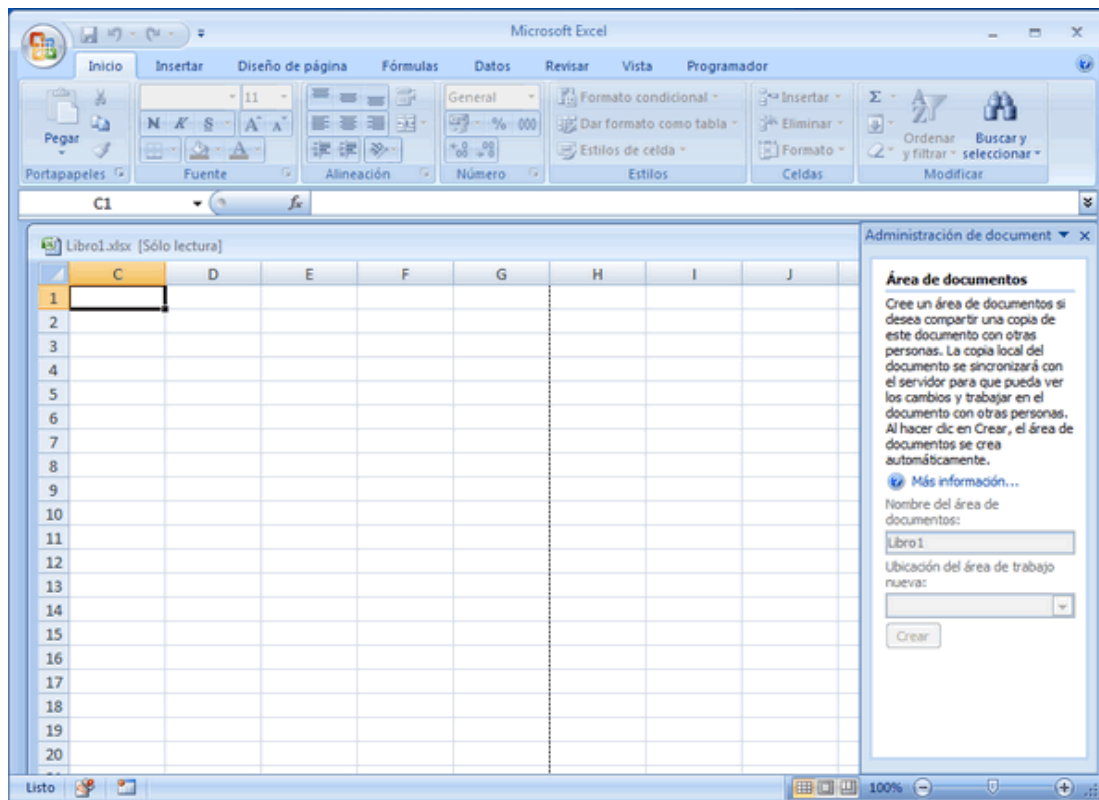 Microsoft Excel
Inicio Insertar Diseño de página Fórmulas Datos Revisar Vista Programador
11 General Formato condicional Insertar Σ
Pegar N K S A A % 000 Dar formato como tabla Eliminar Ordenar y filtrar Buscar y seleccionar
A Estilos de celda Formato
Portapapeles Fuente Alineación Número Estilos Celdas Modificar
C1 fx
Libro1.xlsx [Sólo lectura]
C D E F G H I J
1
2
3
4
5
6
7
8
9
10
11
12
13
14
15
16
17
18
19
20
Administración de document
Área de documentos
Cree un área de documentos si
desea compartir una copia de
este documento con otras
personas. La copia local del
documento se sincronizará con
el servidor para que pueda ver
los cambios y trabajar en el
documento con otras personas.
Al hacer clic en Crear, el área de
documentos se crea
automáticamente.
Más información...
Nombre del área de
documentos:
Libro1
Ubicación del área de trabajo
nueva:
Crear
Listo 100%